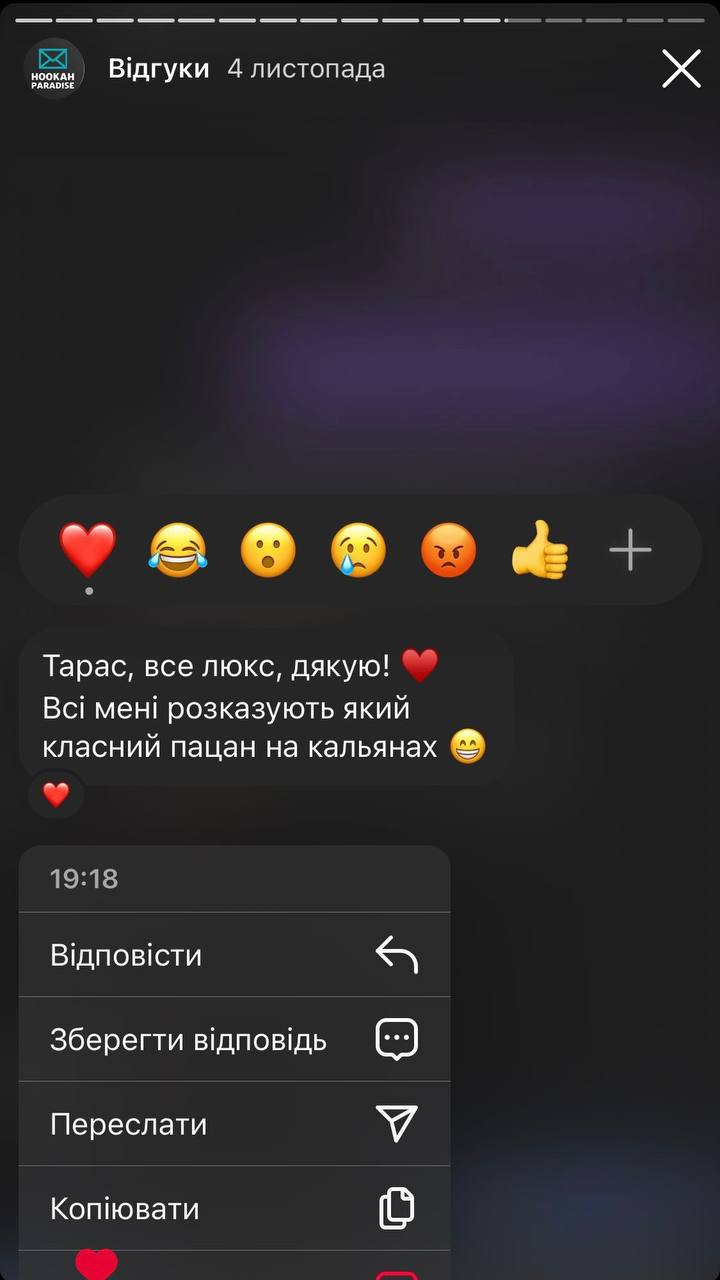 HOOKAH
PARADISE
Відгуки 4 листопада
Тарас, все люкс, дякую! ♥️
Всі мені розказують який
класний пацан на кальянах 😁
19:18
Відповісти
Зберегти відповідь
Переслати
Копіювати